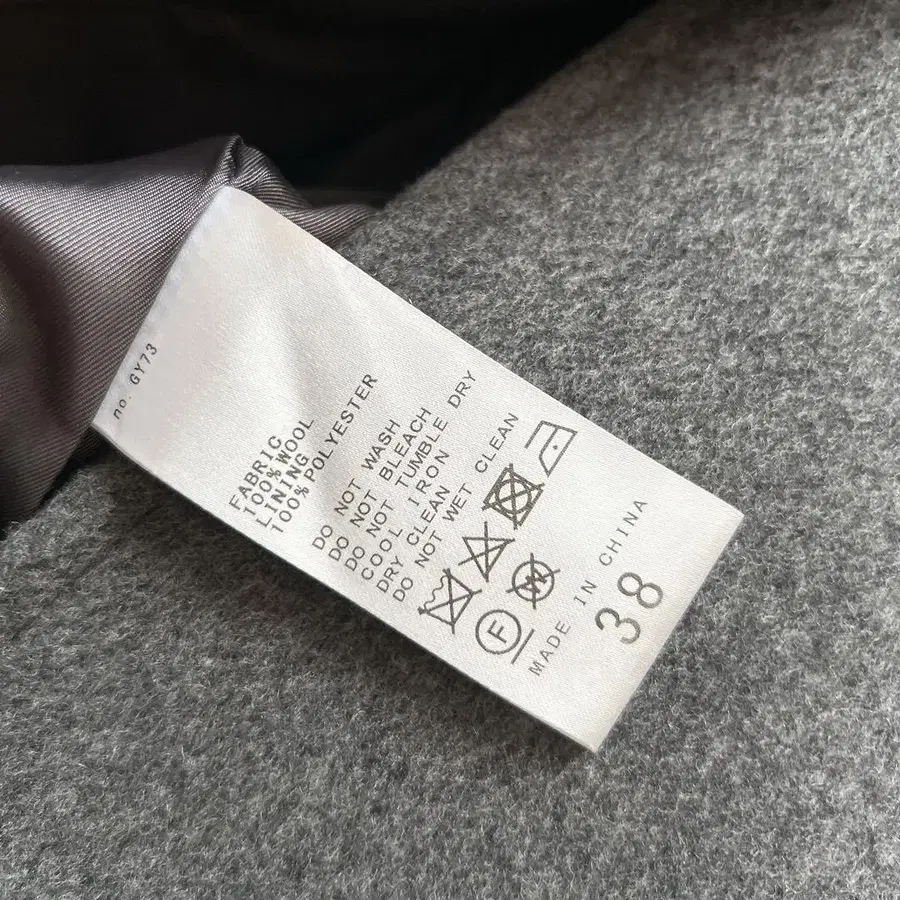 no. GY73
FABRIC
100% WOOL
LINING
100% POLYESTER
DO NOT WASH
DO NOT BLEACH
DO NOT TUMBLE DRY
COOL IRON
DRY CLEAN
DO NOT WET CLEAN
F
W
MADE IN CHINA
38